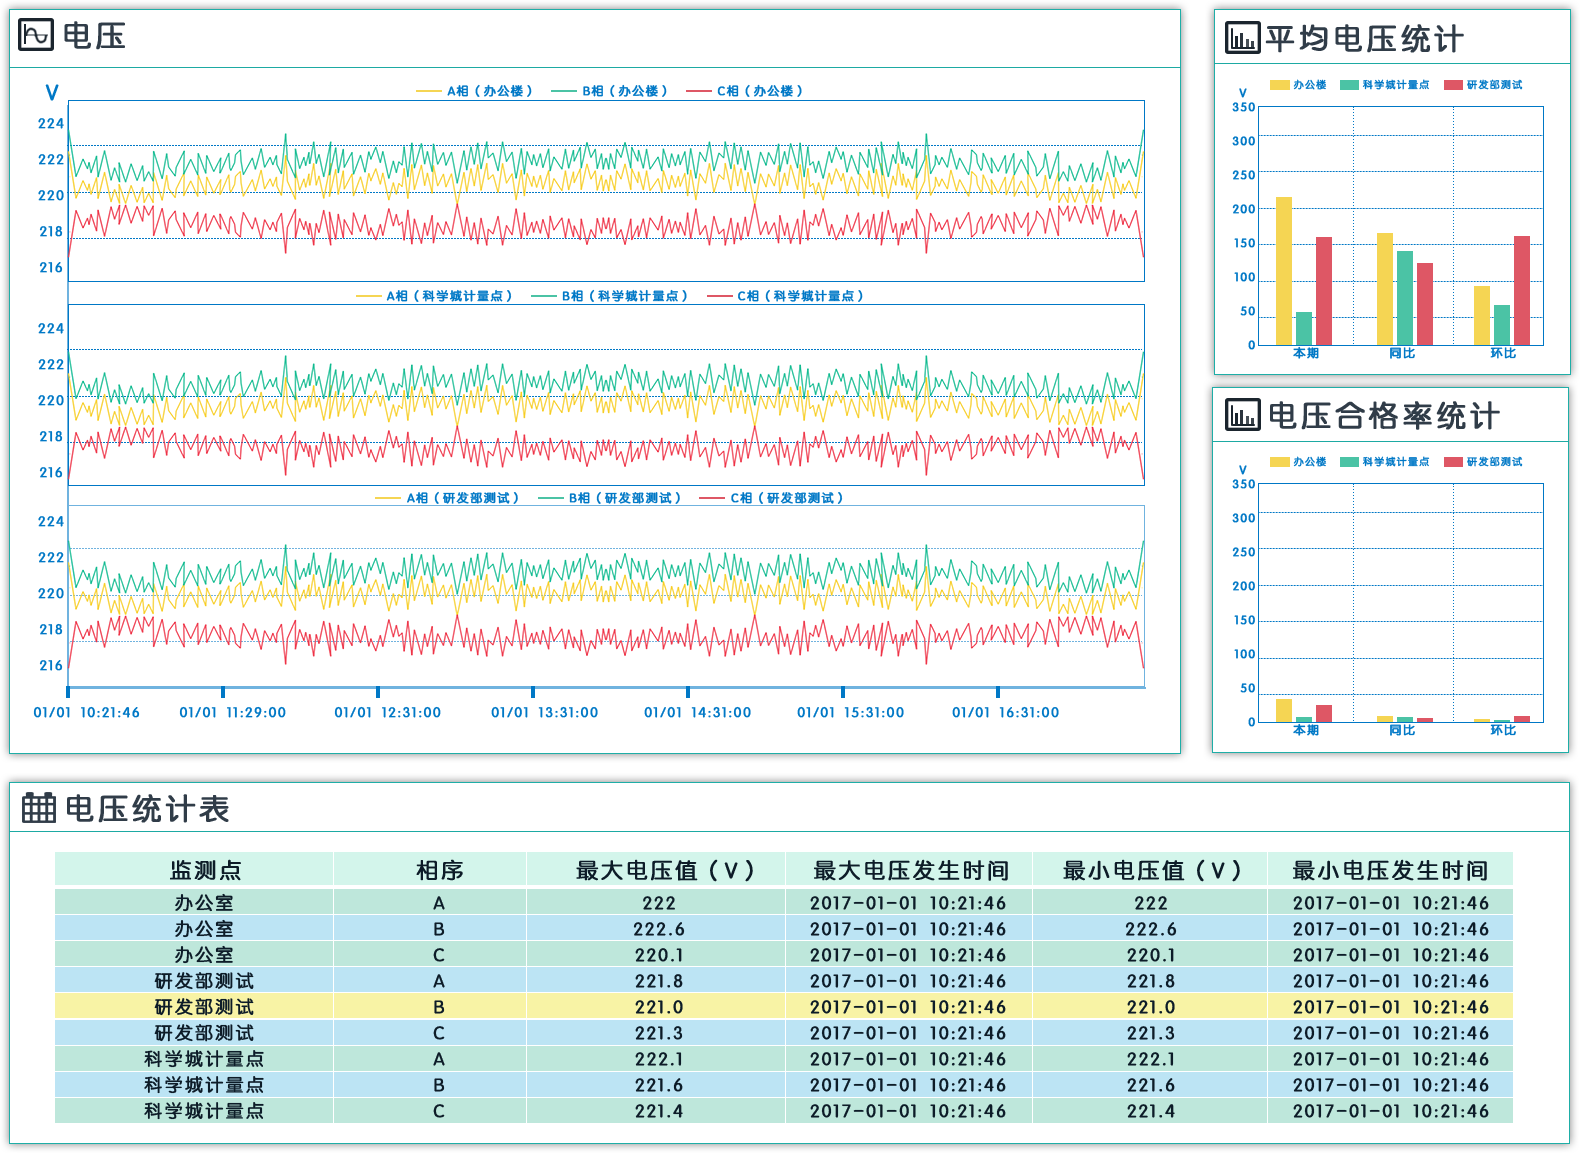 电压
V
A相（办公楼） B相（办公楼） C相（办公楼）
224
222
220
218
216
A相（科学城计量点） B相（科学城计量点） C相（科学城计量点）
224
222
220
218
216
A相（研发部测试） B相（研发部测试） C相（研发部测试）
224
222
220
218
216
01/01 10:21:46 01/01 11:29:00 01/01 12:31:00 01/01 13:31:00 01/01 14:31:00 01/01 15:31:00 01/01 16:31:00
平均电压统计
办公楼 科学城计量点 研发部测试
V
350
300
250
200
150
100
50
0
本期 同比 环比
电压合格率统计
办公楼 科学城计量点 研发部测试
V
350
300
250
200
150
100
50
0
本期 同比 环比
电压统计表
监测点 相序 最大电压值（V） 最大电压发生时间 最小电压值（V） 最小电压发生时间
办公室 A 222 2017-01-01 10:21:46 222 2017-01-01 10:21:46
办公室 B 222.6 2017-01-01 10:21:46 222.6 2017-01-01 10:21:46
办公室 C 220.1 2017-01-01 10:21:46 220.1 2017-01-01 10:21:46
研发部测试 A 221.8 2017-01-01 10:21:46 221.8 2017-01-01 10:21:46
研发部测试 B 221.0 2017-01-01 10:21:46 221.0 2017-01-01 10:21:46
研发部测试 C 221.3 2017-01-01 10:21:46 221.3 2017-01-01 10:21:46
科学城计量点 A 222.1 2017-01-01 10:21:46 222.1 2017-01-01 10:21:46
科学城计量点 B 221.6 2017-01-01 10:21:46 221.6 2017-01-01 10:21:46
科学城计量点 C 221.4 2017-01-01 10:21:46 221.4 2017-01-01 10:21:46